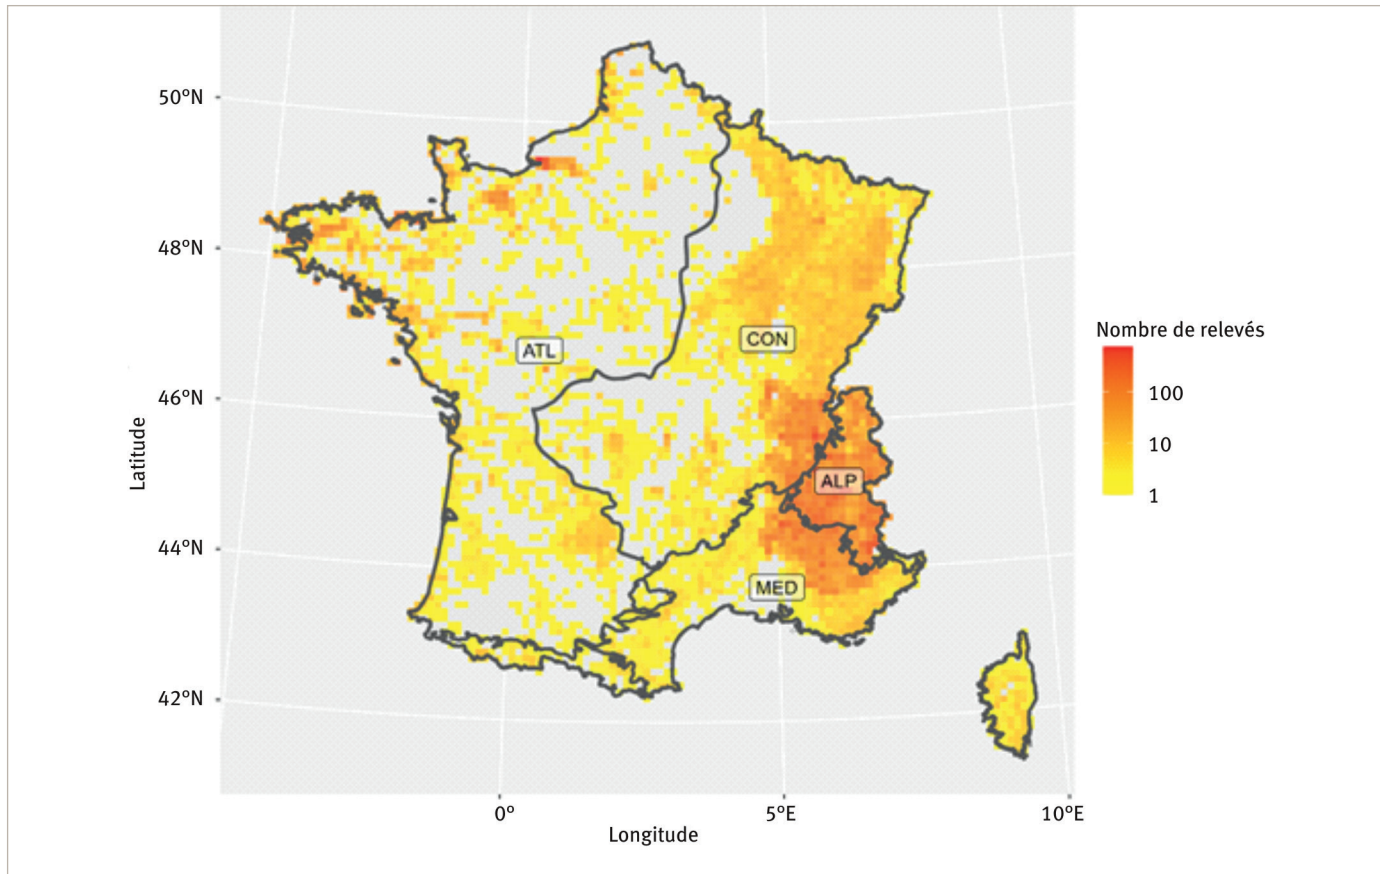 50°N
48°N
46°N
44°N
42°N
Latitude
ATL
CON
ALP
MED
0°
5°E
10°E
Longitude
Nombre de relevés
100
10
1